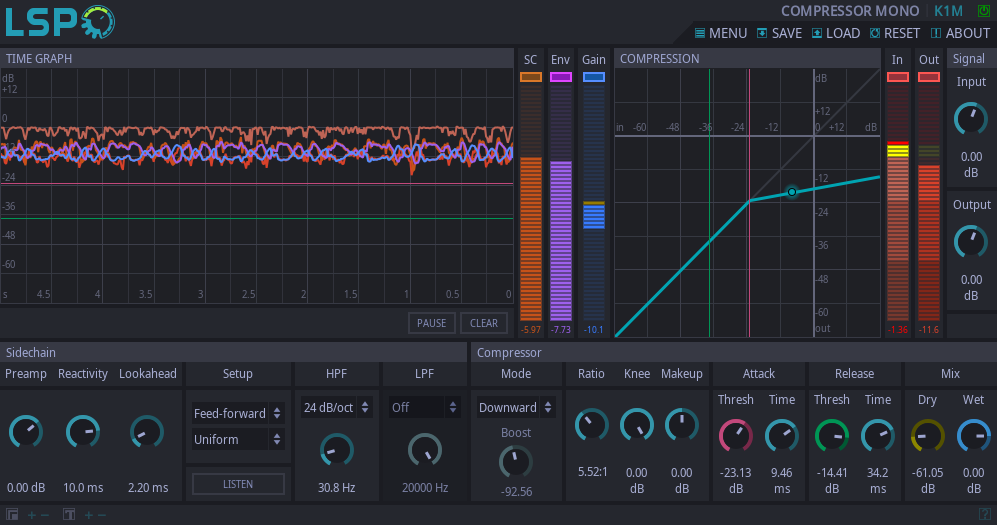 LSP
COMPRESSOR MONO K1M
MENU SAVE LOAD RESET ABOUT
TIME GRAPH SC Env Gain COMPRESSION In Out Signal
dB
+12
0
-12
-24
-36
-48
-60
s 4.5 4 3.5 3 2.5 2 1.5 1 0.5 0
PAUSE CLEAR
-5.97 -7.73 -10.1
dB
+12
in -60 -48 -36 -24 -12 0 +12 dB
-12
-24
-36
-48
-60
out
-1.36 -11.6
Input
0.00
dB
Output
0.00
dB
Sidechain
Preamp Reactivity Lookahead
0.00 dB 10.0 ms 2.20 ms
Setup
Feed-forward
Uniform
LISTEN
HPF
24 dB/oct
30.8 Hz
LPF
Off
20000 Hz
Compressor
Mode
Downward
Boost
-92.56
Ratio Knee Makeup
5.52:1 0.00
dB 0.00
dB
Attack
Thresh Time
-23.13
dB 9.46
ms
Release
Thresh Time
-14.41
dB 34.2
ms
Mix
Dry Wet
-61.05
dB 0.00
dB